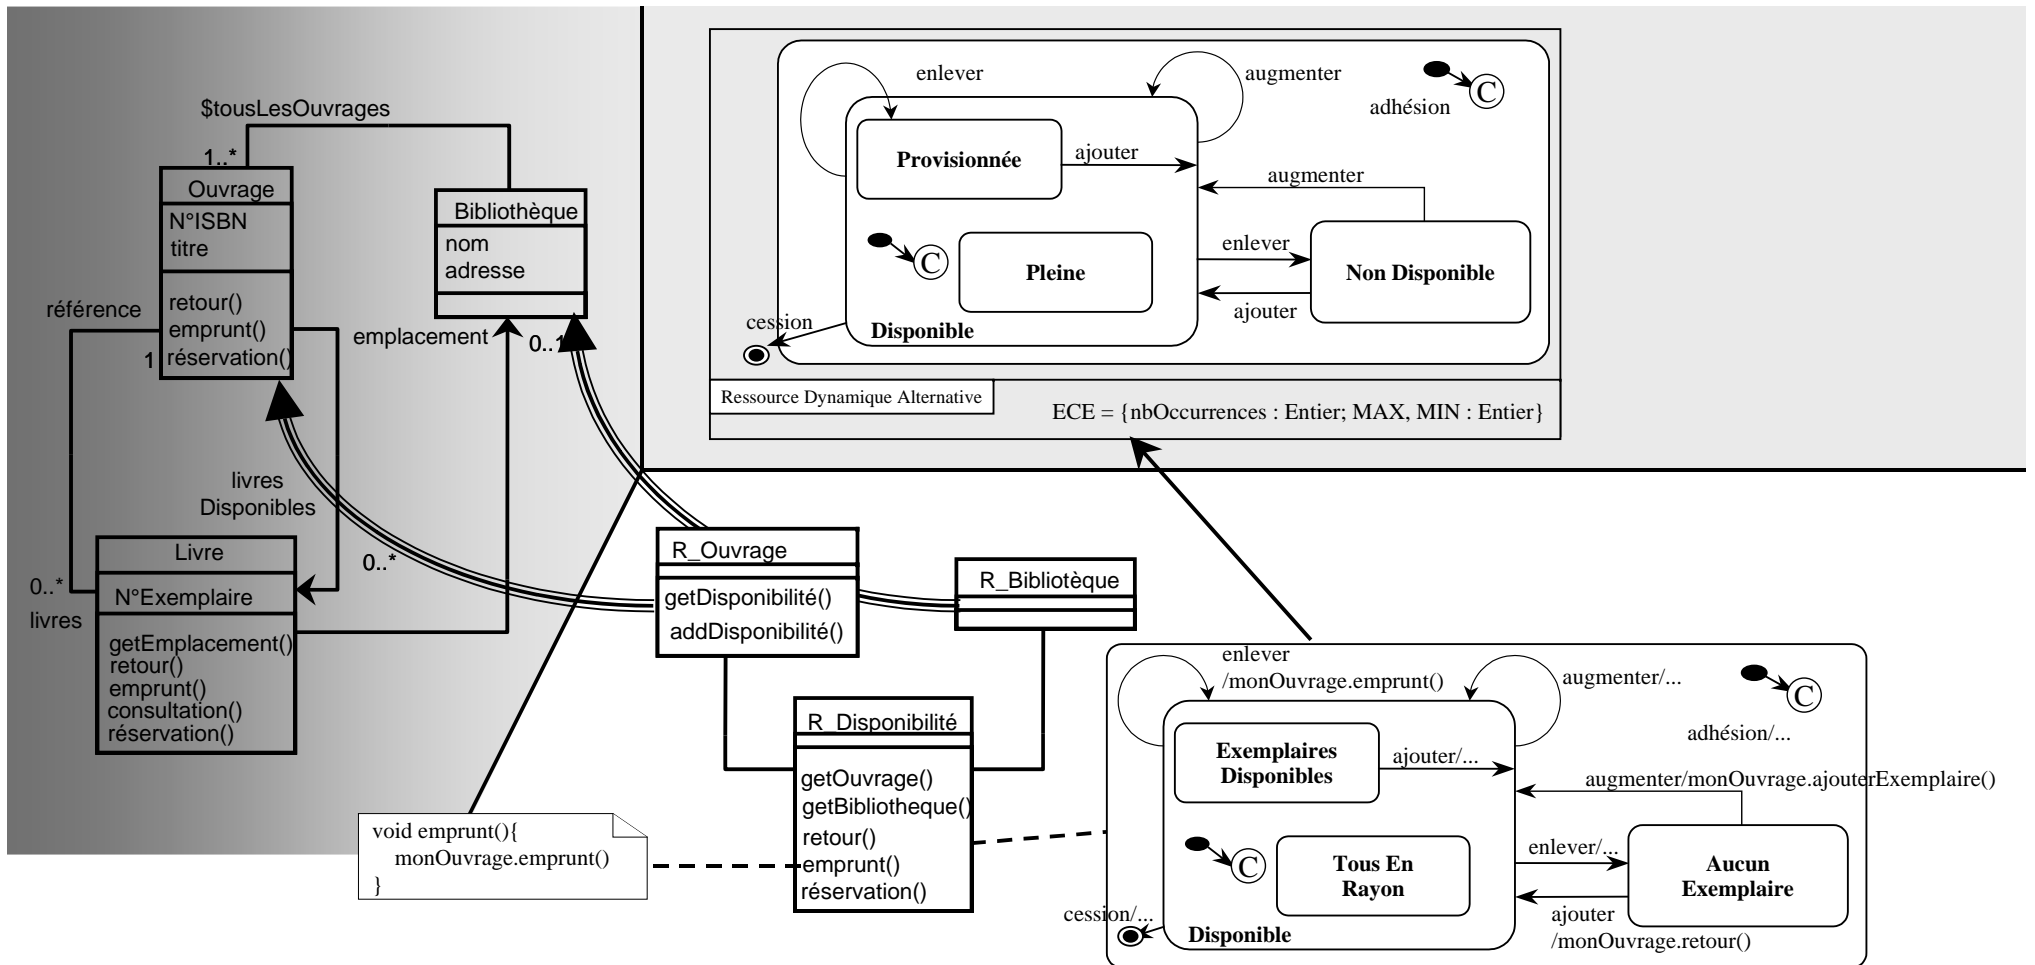 $tousLesOuvrages
1..*
Ouvrage
N°ISBN
titre
retour()
emprunt()
réservation()
Bibliothèque
nom
adresse
référence
1
emplacement
0..1
livres
Disponibles
0..*
Livre
N°Exemplaire
getEmplacement()
retour()
emprunt()
consultation()
réservation()
0..*
livres
enlever
augmenter
adhésion
C
Provisionnée
ajouter
augmenter
C
Pleine
enlever
Non Disponible
ajouter
cession
Disponible
Ressource Dynamique Alternative
ECE = {nbOccurrences : Entier; MAX, MIN : Entier}
R_Ouvrage
getDisponibilité()
addDisponibilité()
R_Bibliotèque
R_Disponibilité
getOuvrage()
getBibliotheque()
retour()
emprunt()
réservation()
void emprunt(){
monOuvrage.emprunt()
}
enlever
/monOuvrage.emprunt()
augmenter/...
C
adhésion/...
Exemplaires
Disponibles
ajouter/...
augmenter/monOuvrage.ajouterExemplaire()
C
Tous En
Rayon
enlever/...
Aucun
Exemplaire
cession/...
Disponible
ajouter
/monOuvrage.retour()